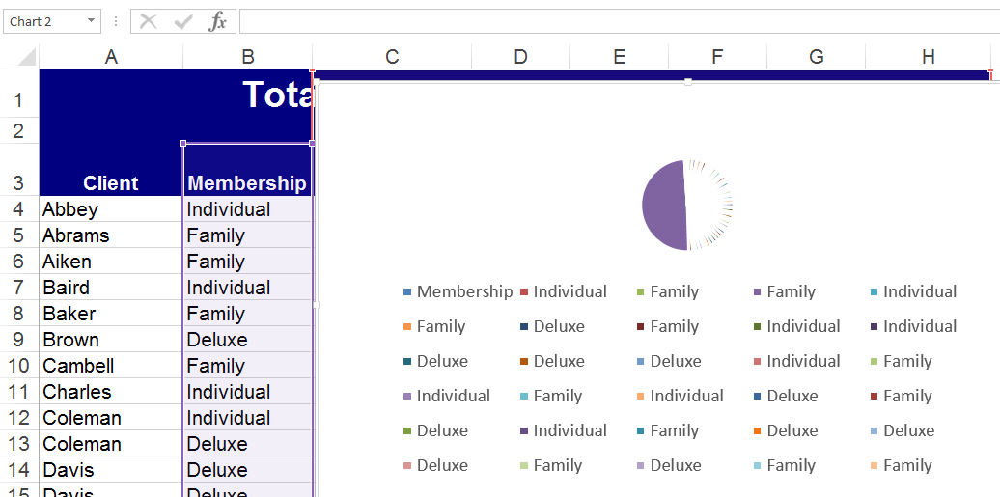 Chart 2 fx
A B C D E F G H
1 Tota
2
3 Client Membership
4 Abbey Individual
5 Abrams Family
6 Aiken Family
7 Baird Individual
8 Baker Family
9 Brown Deluxe
10 Cambell Family
11 Charles Individual
12 Coleman Individual
13 Coleman Deluxe
14 Davis Deluxe
15 Davis Deluxe
Membership Individual Family Family Individual
Family Deluxe Family Individual Individual
Deluxe Deluxe Deluxe Individual Family
Individual Family Individual Deluxe Family
Deluxe Individual Family Deluxe Deluxe
Deluxe Family Deluxe Family Family